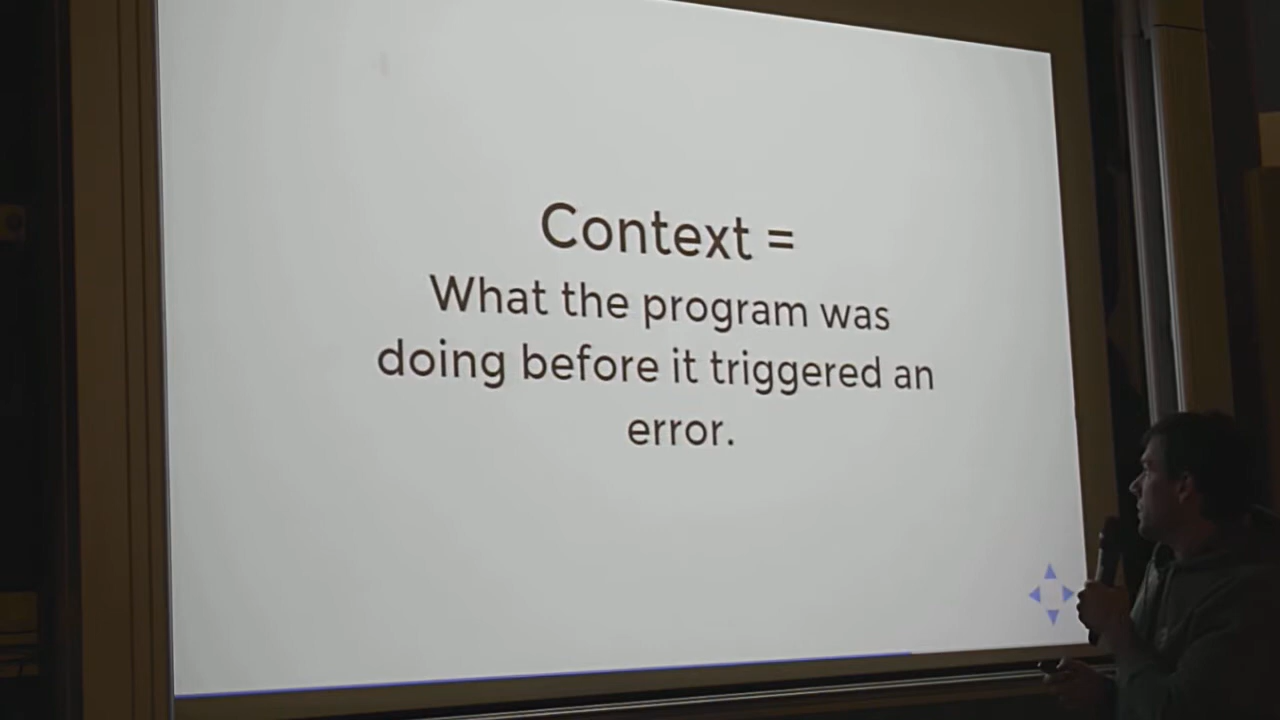 Context =
What the program was
doing before it triggered an
error.